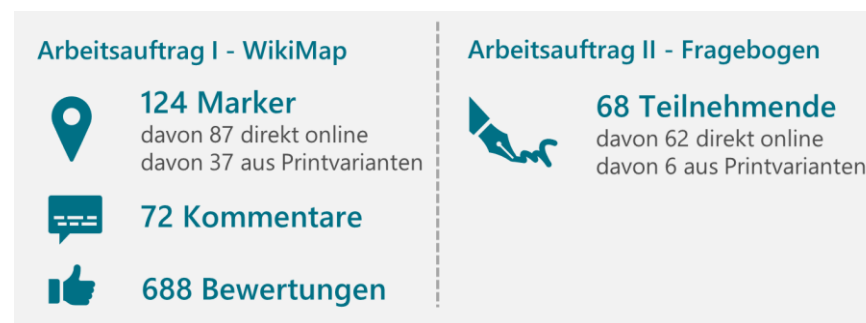 Arbeitsauftrag I - WikiMap
124 Marker
davon 87 direkt online
davon 37 aus Printvarianten
72 Kommentare
688 Bewertungen
Arbeitsauftrag II - Fragebogen
68 Teilnehmende
davon 62 direkt online
davon 6 aus Printvarianten